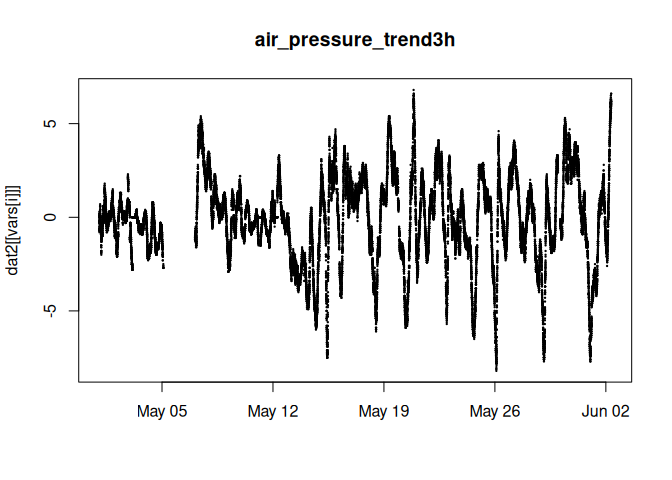 air_pressure_trend3h
dat2[[vars[i]]]
5
0
-5
May 05
May 12
May 19
May 26
Jun 02